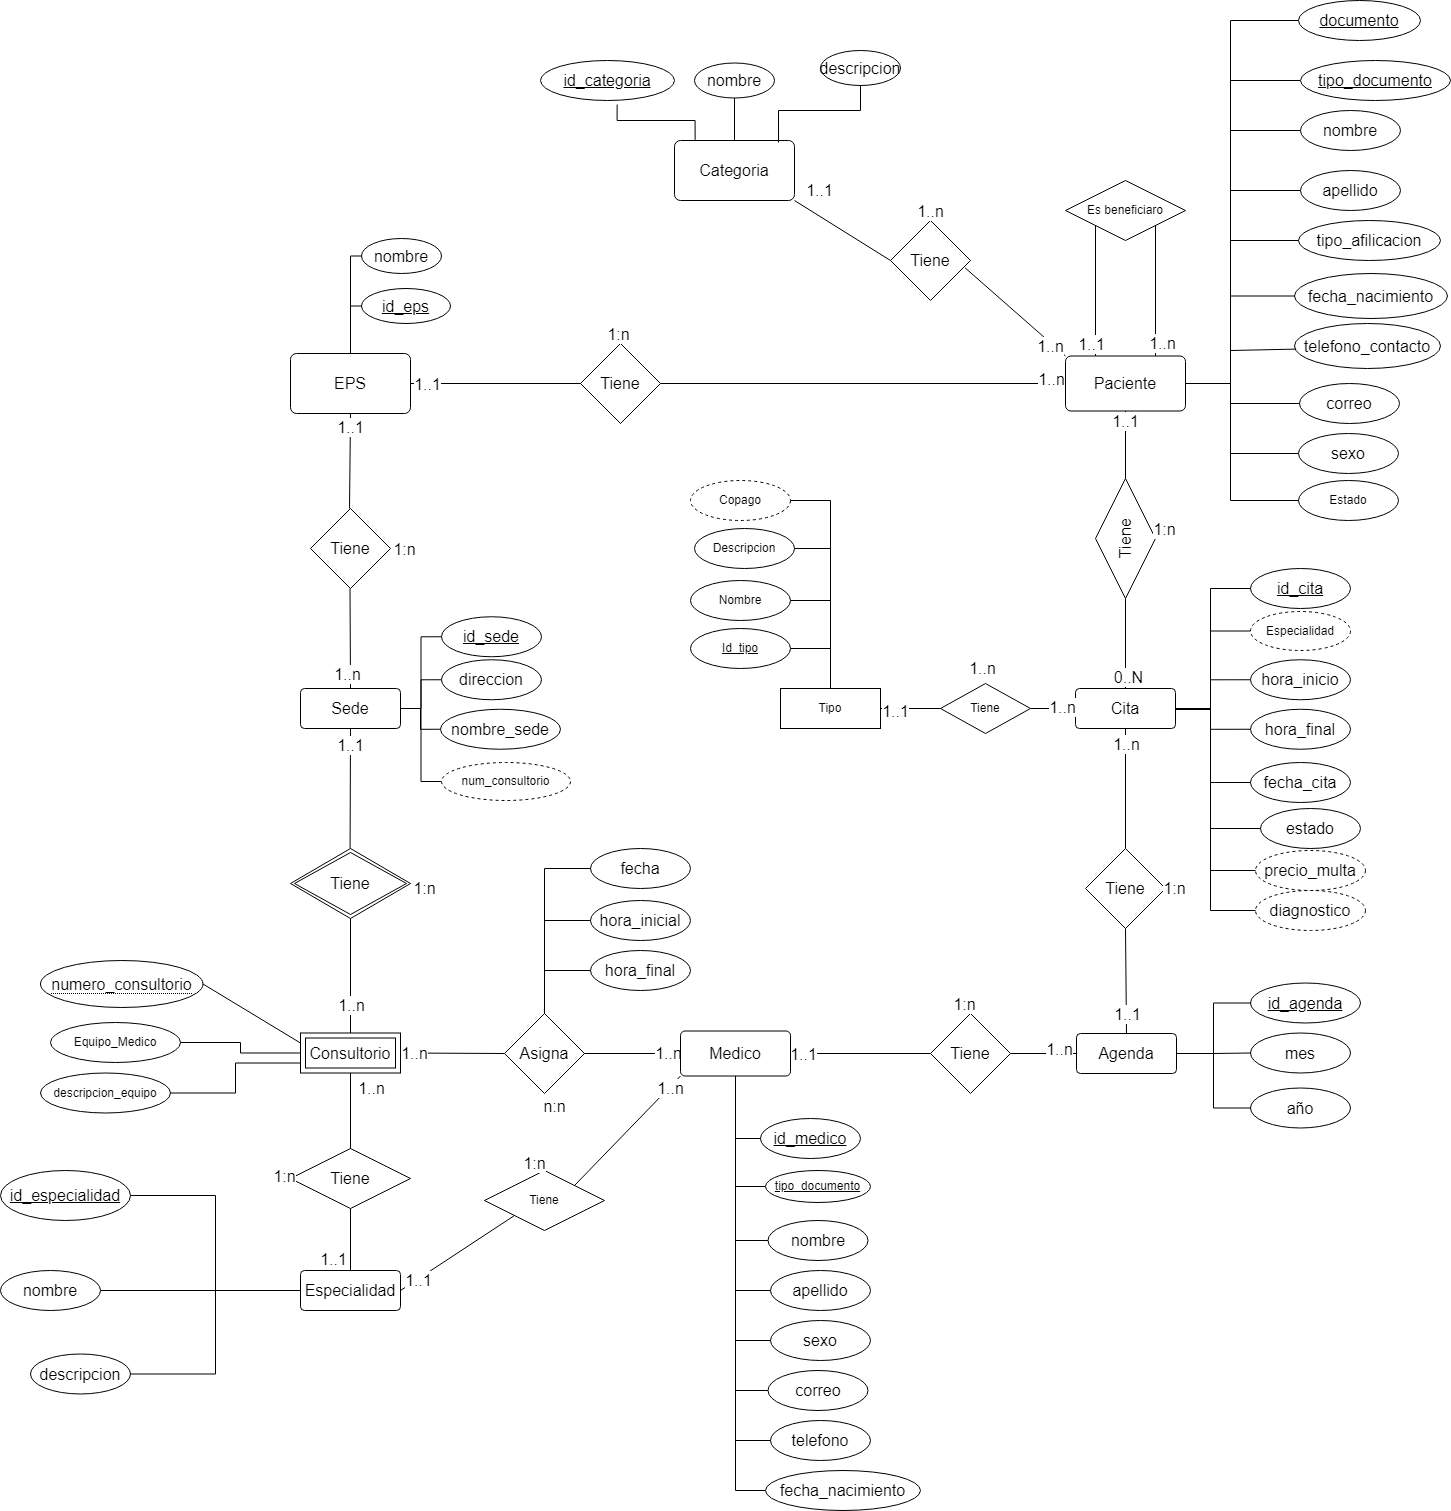 documento
id_categoria
nombre
descripcion
tipo_documento
nombre
Categoria
1..1
apellido
Es beneficiaro
1..n
Tiene
tipo_afilicacion
nombre
id_eps
fecha_nacimiento
1:n
1..n
1..1
1..n
telefono_contacto
EPS
1..1
Tiene
1..n
Paciente
correo
1..1
1..1
sexo
Copago
Estado
Tiene
1:n
Descripcion
Tiene
1:n
Nombre
id_cita
Id_tipo
Especialidad
id_sede
1..n
1..n
0..N
direccion
hora_inicio
Sede
Tipo
1..1
Tiene
1..n
Cita
nombre_sede
hora_final
1..1
1..n
num_consultorio
fecha_cita
estado
fecha
precio_multa
Tiene
1:n
Tiene
1:n
hora_inicial
diagnostico
hora_final
numero_consultorio
1..n
1:n
1..1
id_agenda
Equipo_Medico
Consultorio
1..n
Asigna
1..n
Medico
1..1
Tiene
1..n
Agenda
mes
descripcion_equipo
1..n
n:n
1..n
año
id_medico
1:n
Tiene
1:n
tipo_documento
id_especialidad
Tiene
nombre
1..1
1..1
nombre
Especialidad
apellido
sexo
descripcion
correo
telefono
fecha_nacimiento